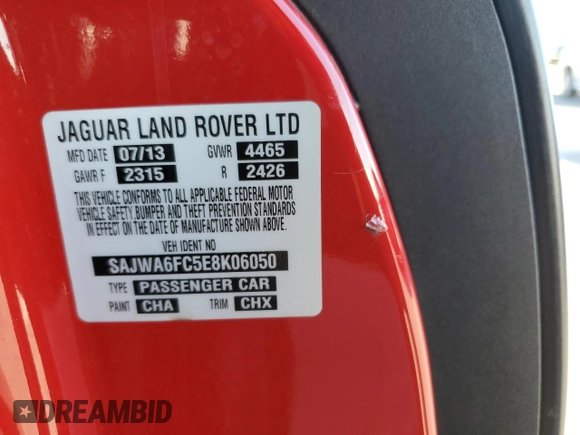 JAGUAR LAND ROVER LTD
MFD DATE 07/13 GVWR 4465
GAWR F 2315 R 2426
THIS VEHICLE CONFORMS TO ALL APPLICABLE FEDERAL MOTOR
VEHICLE SAFETY, BUMPER AND THEFT PREVENTION STANDARDS
IN EFFECT ON THE DATE OF MANUFACTURE SHOWN ABOVE.
VEH IDENT NO
SAJWA6FC5E8K06050
TYPE PASSENGER CAR
PAINT CHA TRIM CHX
DREAMBID